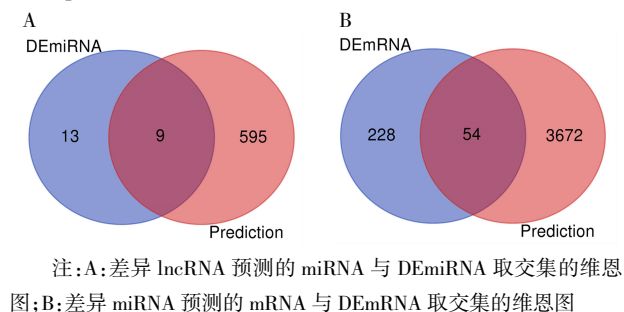 A
B
DEmiRNA
DEmRNA
13
9
595
228
54
3672
Prediction
Prediction
注:A:差异 lncRNA 预测的 miRNA 与 DEmiRNA 取交集的维恩
图;B:差异 miRNA 预测的 mRNA 与 DEmRNA 取交集的维恩图